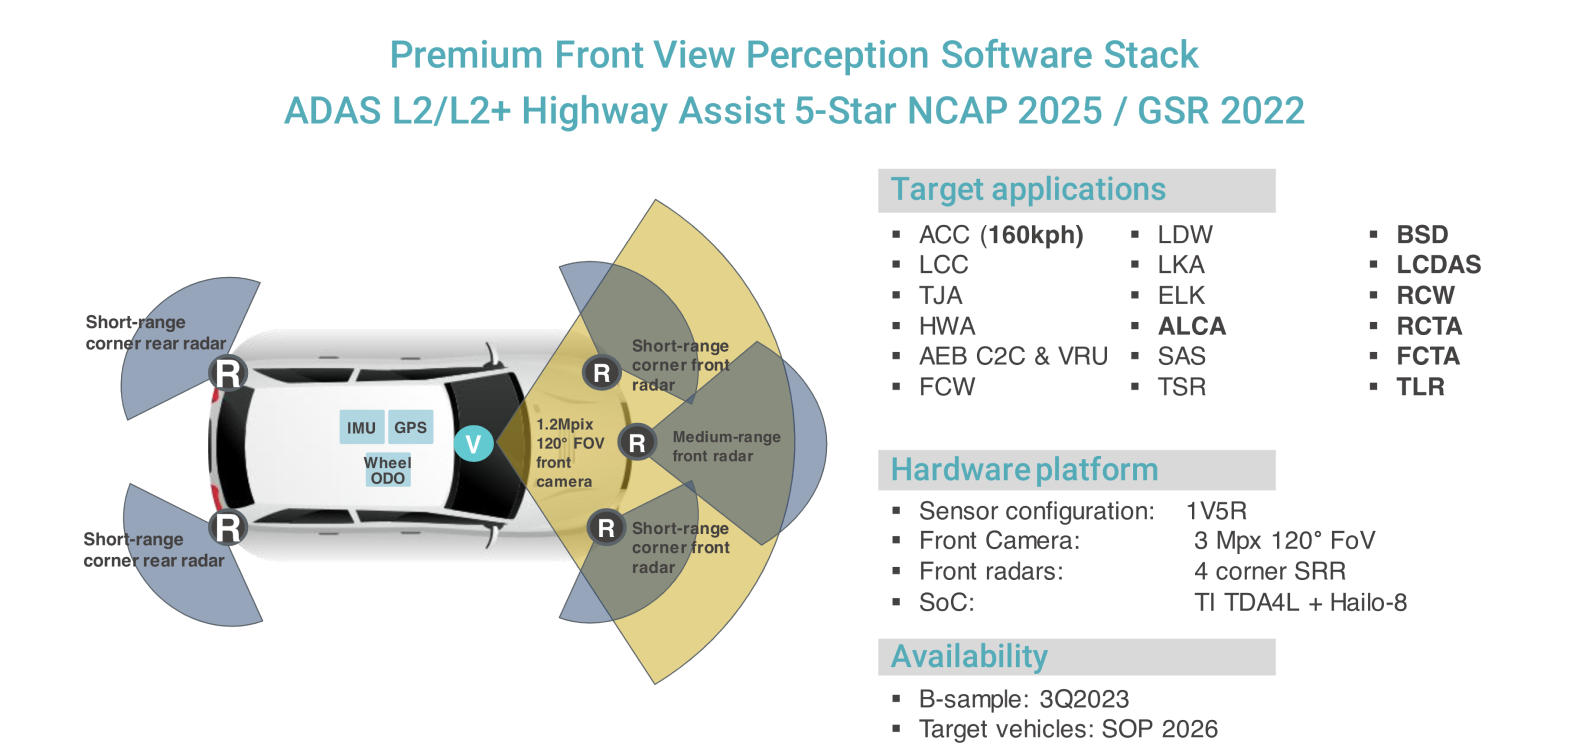 Premium Front View Perception Software Stack
ADAS L2/L2+ Highway Assist 5-Star NCAP 2025 / GSR 2022
Short-range
corner rear radar
R
Short-range
corner rear radar
R
IMU
GPS
Wheel
ODO
V
1.2Mpix
120° FOV
front
camera
R
Short-range
corner front
radar
R
Medium-range
front radar
R
Short-range
corner front
radar
Target applications
▪ ACC (160kph)
▪ LCC
▪ TJA
▪ HWA
▪ AEB C2C & VRU
▪ FCW
▪ LDW
▪ LKA
▪ ELK
▪ ALCA
▪ SAS
▪ TSR
▪ BSD
▪ LCDAS
▪ RCW
▪ RCTA
▪ FCTA
▪ TLR
Hardware platform
▪ Sensor configuration: 1V5R
▪ Front Camera: 3 Mpx 120° FoV
▪ Front radars: 4 corner SRR
▪ SoC: TI TDA4L + Hailo-8
Availability
▪ B-sample: 3Q2023
▪ Target vehicles: SOP 2026